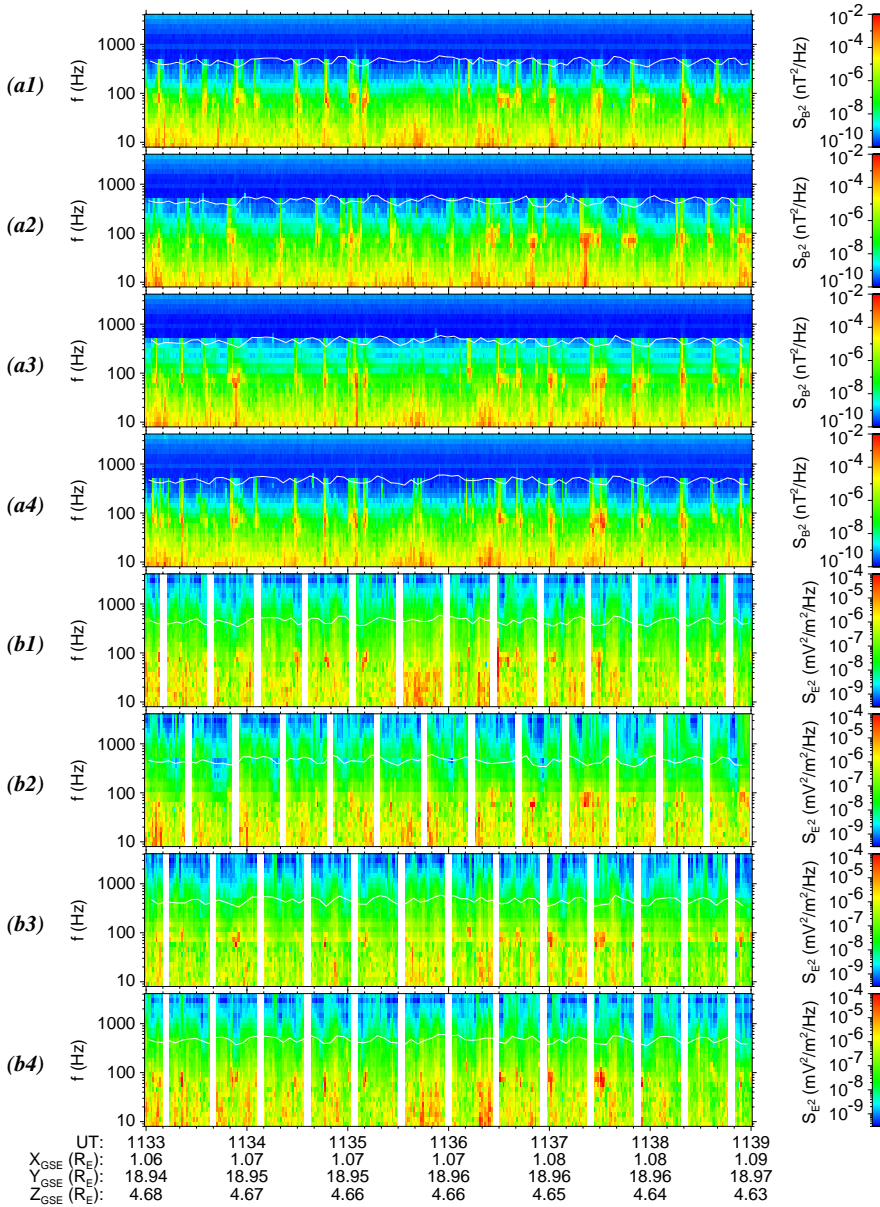 (a1)
f (Hz)
1000
100
10
S_B² (nT²/Hz)
10⁻²
10⁻⁴
10⁻⁶
10⁻⁸
10⁻¹⁰
(a2)
f (Hz)
1000
100
10
S_B² (nT²/Hz)
10⁻²
10⁻⁴
10⁻⁶
10⁻⁸
10⁻¹⁰
(a3)
f (Hz)
1000
100
10
S_B² (nT²/Hz)
10⁻²
10⁻⁴
10⁻⁶
10⁻⁸
10⁻¹⁰
(a4)
f (Hz)
1000
100
10
S_B² (nT²/Hz)
10⁻²
10⁻⁴
10⁻⁶
10⁻⁸
10⁻¹⁰
(b1)
f (Hz)
1000
100
10
S_E² (mV²/m²/Hz)
10⁻⁴
10⁻⁵
10⁻⁶
10⁻⁷
10⁻⁸
10⁻⁹
(b2)
f (Hz)
1000
100
10
S_E² (mV²/m²/Hz)
10⁻⁴
10⁻⁵
10⁻⁶
10⁻⁷
10⁻⁸
10⁻⁹
(b3)
f (Hz)
1000
100
10
S_E² (mV²/m²/Hz)
10⁻⁴
10⁻⁵
10⁻⁶
10⁻⁷
10⁻⁸
10⁻⁹
(b4)
f (Hz)
1000
100
10
S_E² (mV²/m²/Hz)
10⁻⁴
10⁻⁵
10⁻⁶
10⁻⁷
10⁻⁸
10⁻⁹
UT: 1133 1134 1135 1136 1137 1138 1139
X_GSE (R_E): 1.06 1.07 1.07 1.07 1.08 1.08 1.09
Y_GSE (R_E): 18.94 18.95 18.95 18.96 18.96 18.96 18.97
Z_GSE (R_E): 4.68 4.67 4.66 4.66 4.65 4.64 4.63